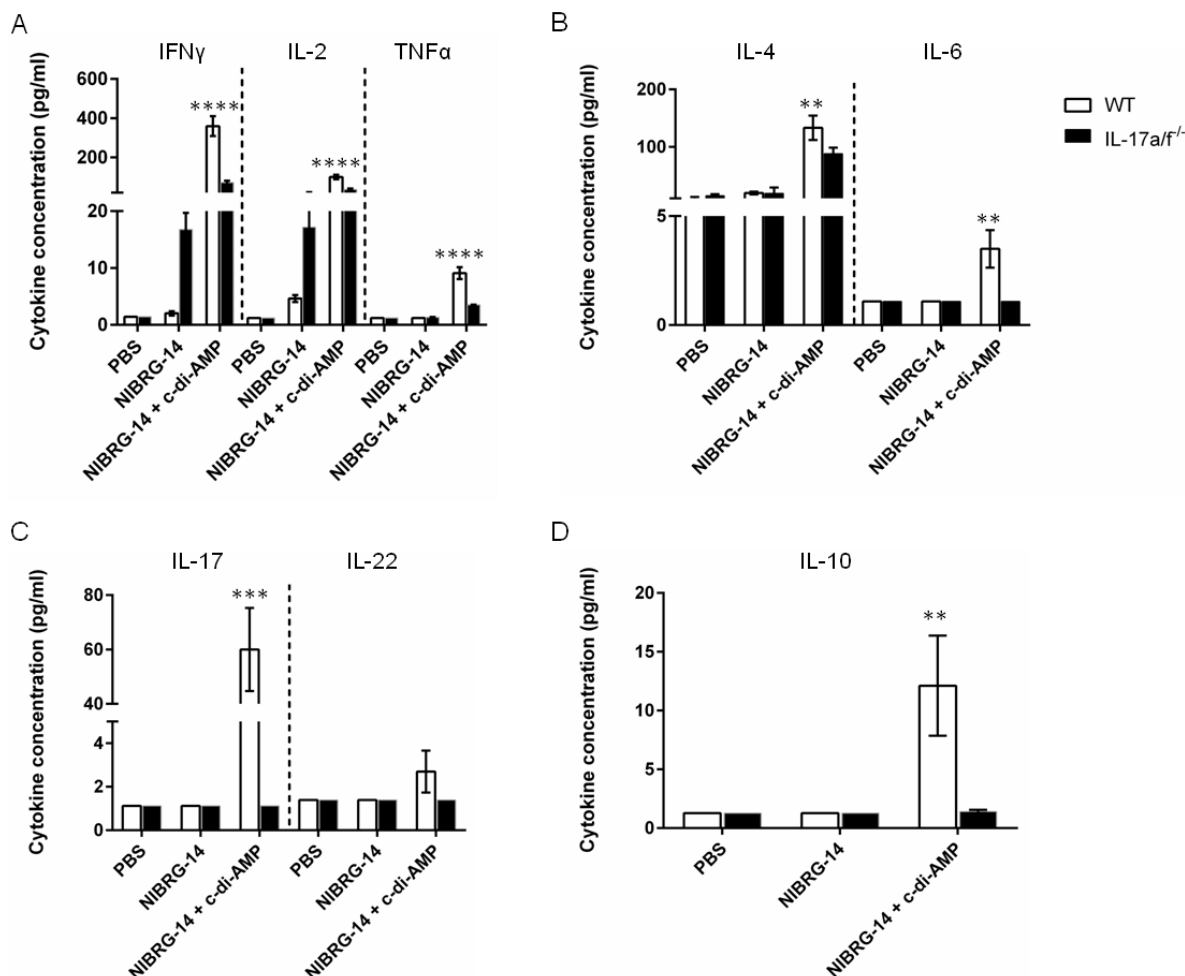 A
IFNγ IL-2 TNFα
Cytokine concentration (pg/ml)
600
400
200
20
10
0
**** **** ****
PBS NIBRG-14 NIBRG-14 + c-di-AMP PBS NIBRG-14 NIBRG-14 + c-di-AMP PBS NIBRG-14 NIBRG-14 + c-di-AMP
B
IL-4 IL-6
Cytokine concentration (pg/ml)
200
150
100
5
0
** **
PBS NIBRG-14 NIBRG-14 + c-di-AMP PBS NIBRG-14 NIBRG-14 + c-di-AMP
WT
IL-17a/f-/-
C
IL-17 IL-22
Cytokine concentration (pg/ml)
80
60
40
4
2
0
***
PBS NIBRG-14 NIBRG-14 + c-di-AMP PBS NIBRG-14 NIBRG-14 + c-di-AMP
D
IL-10
Cytokine concentration (pg/ml)
20
15
10
5
0
**
PBS NIBRG-14 NIBRG-14 + c-di-AMP